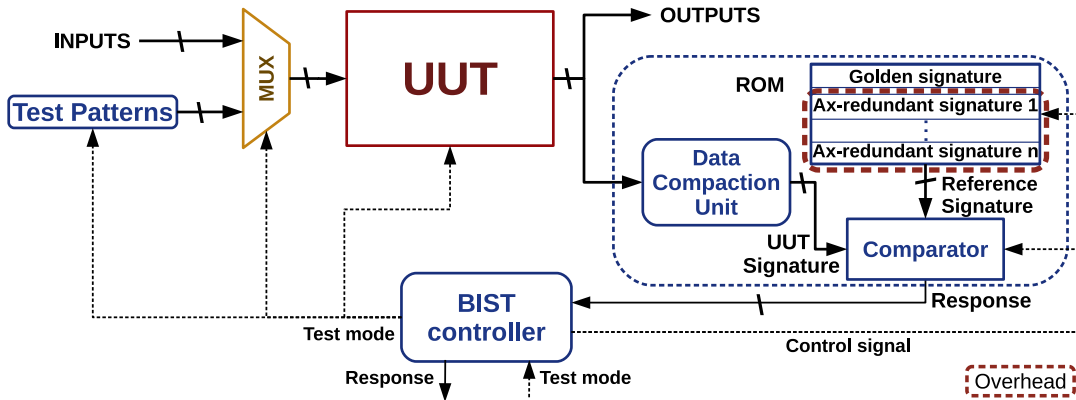 OUTPUTS
INPUTS
MUX
UUT
ROM
Golden signature
Ax-redundant signature 1
Ax-redundant signature n
Test Patterns
Data
Compaction
Unit
Reference
Signature
UUT
Signature
Comparator
BIST
controller
Response
Test mode
Control signal
Response
Test mode
Overhead